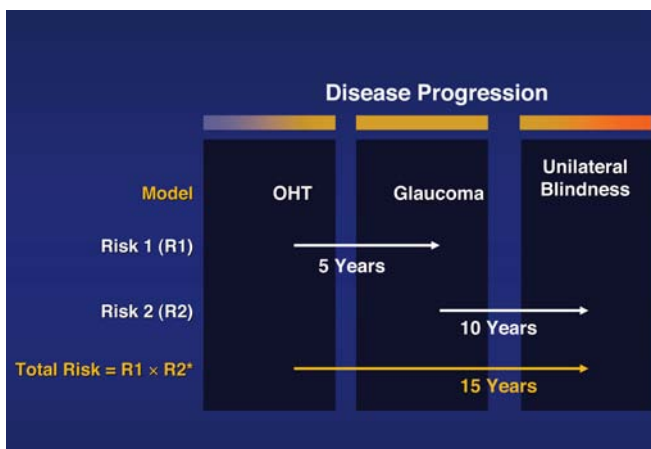 Disease Progression
Model
OHT
Glaucoma
Unilateral
Blindness
Risk 1 (R1)
5 Years
Risk 2 (R2)
10 Years
Total Risk = R1 × R2*
15 Years